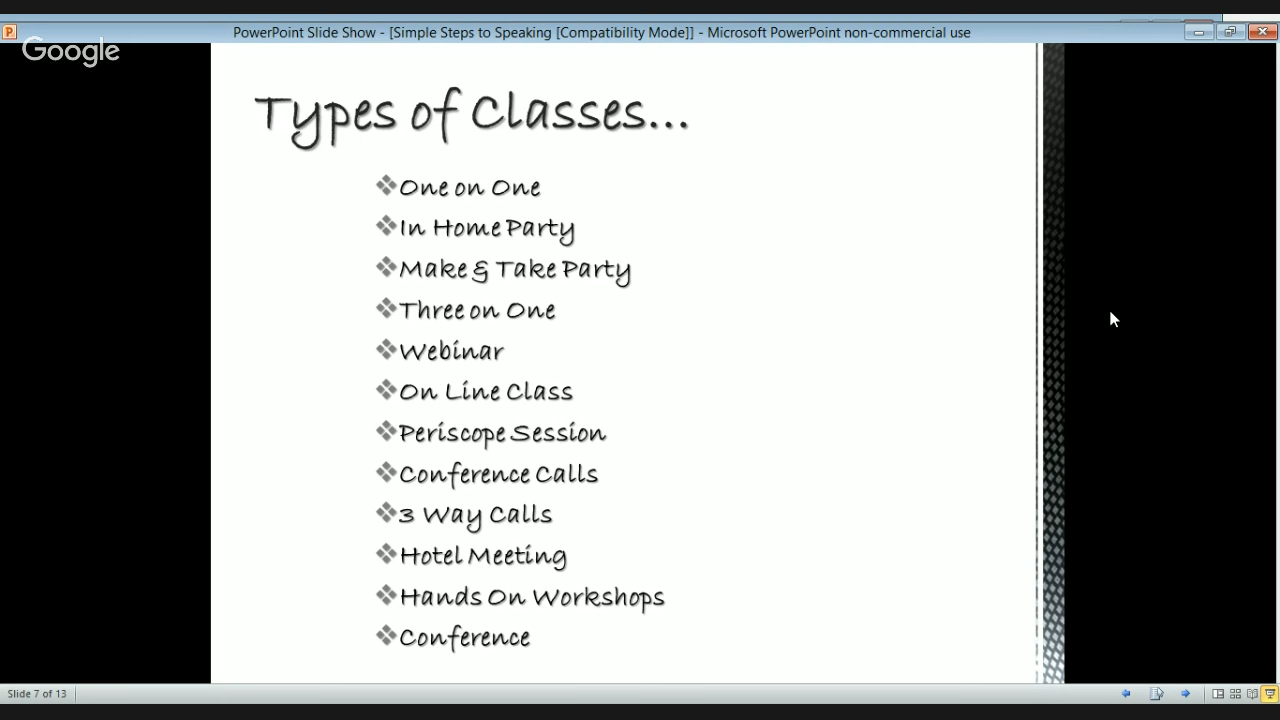 PowerPoint Slide Show - [Simple Steps to Speaking [Compatibility Mode]] - Microsoft PowerPoint non-commercial use
Google
Types of Classes...
One on One
In Home Party
Make & Take Party
Three on One
Webinar
On Line Class
Periscope Session
Conference Calls
3 Way Calls
Hotel Meeting
Hands On Workshops
Conference
Slide 7 of 13